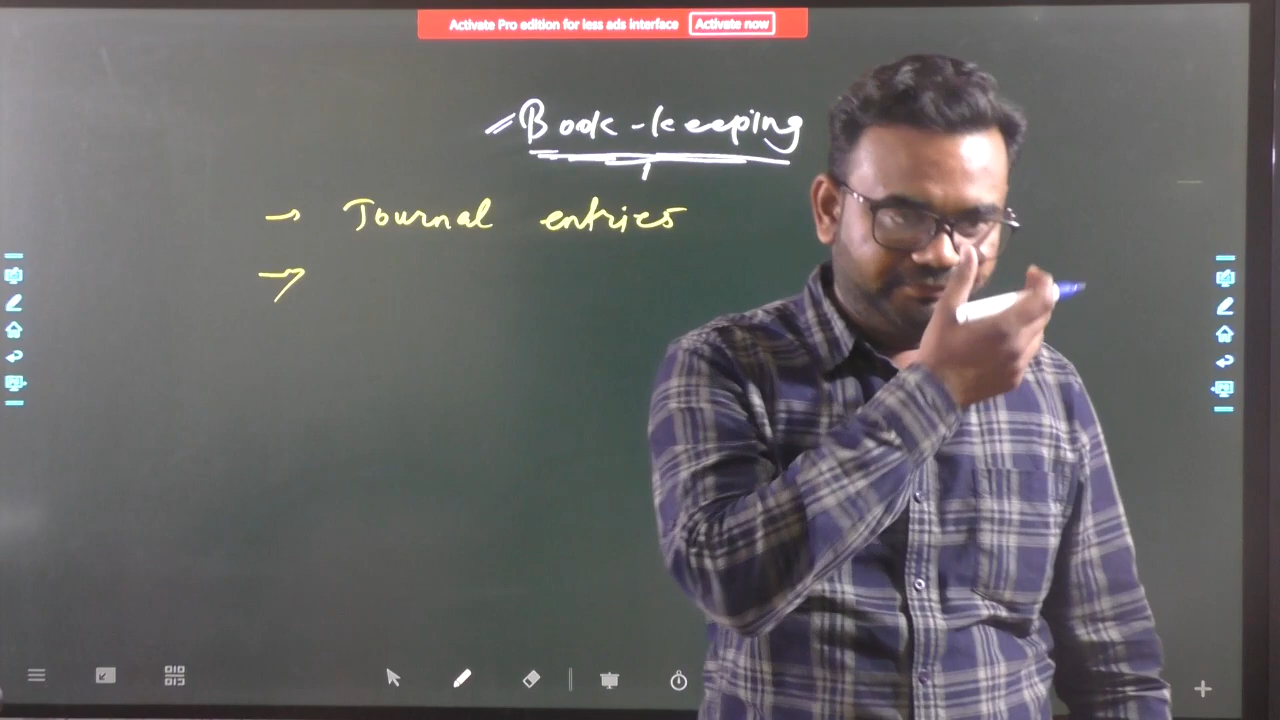 Activate Pro edition for less ads interface Activate now
Book-keeping
→ Journal entries
→